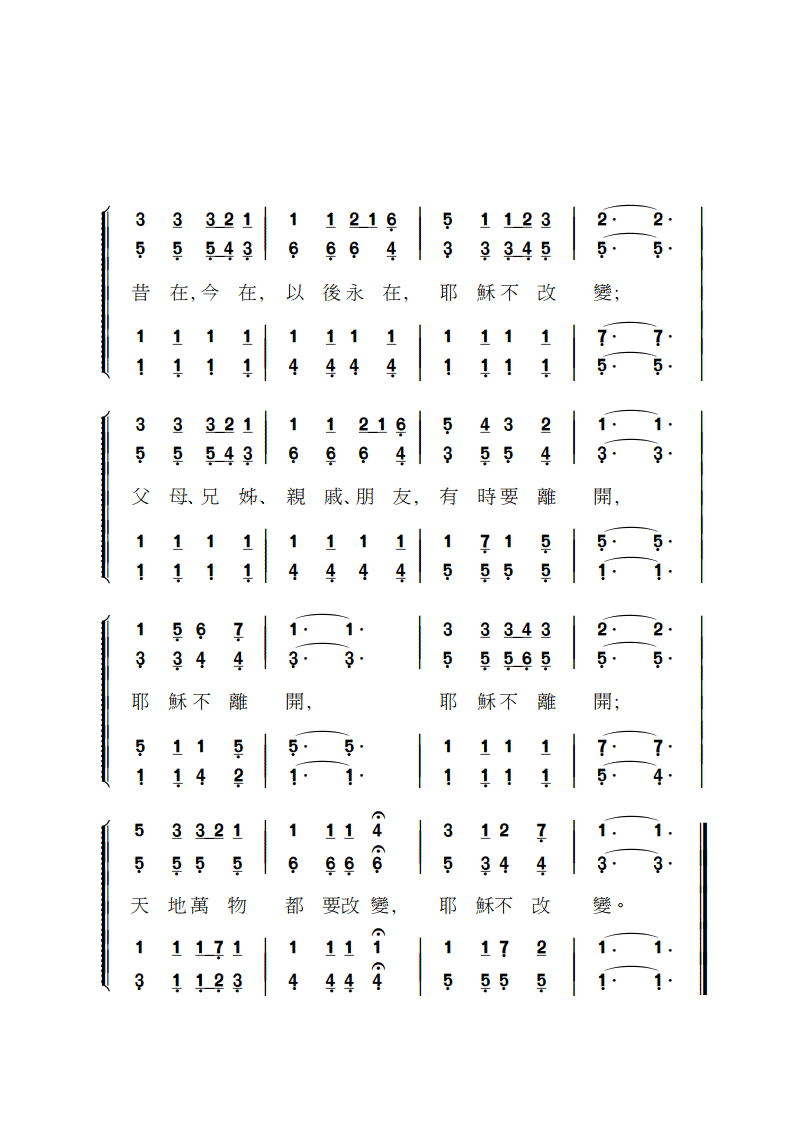 3 3 3 2 1 1 1 2 1 6 5 1 1 2 3 2· 2·
5 5 5 4 3 6 6 6 4 3 3 3 4 5 5· 5·
昔 在,今 在, 以 後永 在, 耶 穌不 改 變;
1 1 1 1 1 1 1 1 1 1 1 1 7· 7·
1 1 1 1 4 4 4 4 1 1 1 1 5· 5·
3 3 3 2 1 1 1 2 1 6 5 4 3 2 1· 1·
5 5 5 4 3 6 6 6 4 3 5 5 4 3· 3·
父 母、兄 姊、 親 戚、朋 友, 有 時要 離 開,
1 1 1 1 1 1 1 1 1 7 1 5 5· 5·
1 1 1 1 4 4 4 4 5 5 5 5 1· 1·
1 5 6 7 1· 1· 3 3 3 4 3 2· 2·
3 3 4 4 3· 3· 5 5 5 6 5 5· 5·
耶 穌不 離 開, 耶 穌不 離 開;
5 1 1 5 5· 5· 1 1 1 1 7· 7·
1 1 4 2 1· 1· 1 1 1 1 5· 4·
5 3 3 2 1 1 1 1 4 3 1 2 7 1· 1·
5 5 5 5 6 6 6 6 5 3 4 4 3· 3·
天 地萬 物 都 要改 變, 耶 穌不 改 變。
1 1 1 7 1 1 1 1 1 1 1 7 2 1· 1·
3 1 1 2 3 4 4 4 4 5 5 5 5 1· 1·